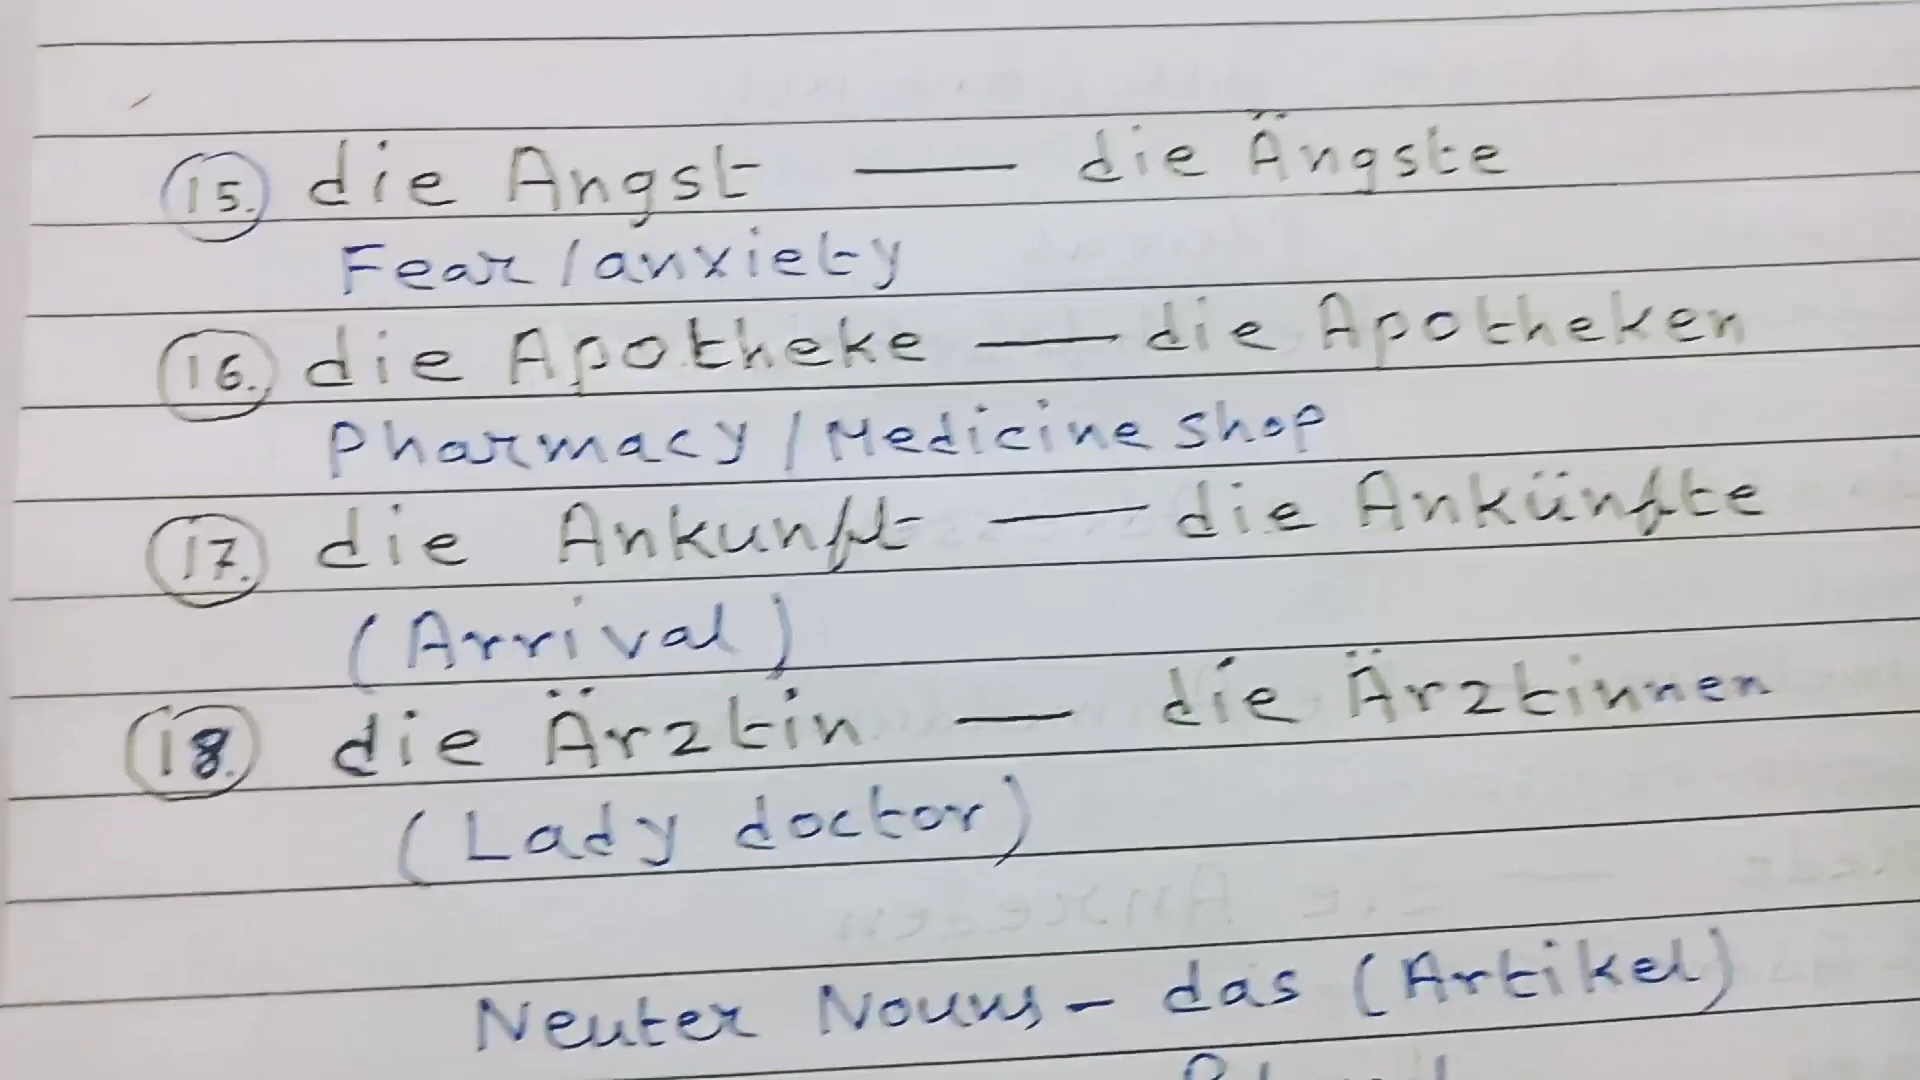 15. die Angst — die Ängste
Fear/anxiety
16. die Apotheke — die Apotheken
Pharmacy/Medicine shop
17. die Ankunft — die Ankünfte
(Arrival)
18. die Ärztin — die Ärztinnen
(Lady doctor)
Neuter Nouns - das (Artikel)